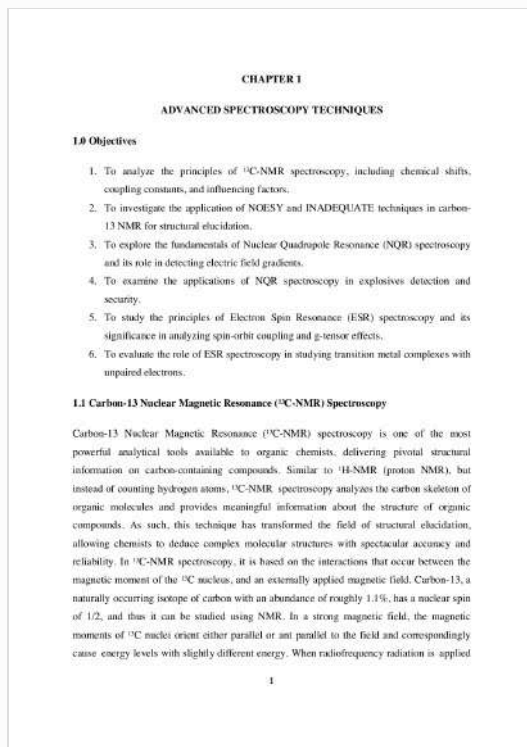 CHAPTER 1
ADVANCED SPECTROSCOPY TECHNIQUES
1.0 Objectives
1. To analyze the principles of ¹³C-NMR spectroscopy, including chemical shifts,
coupling constants, and influencing factors.
2. To investigate the application of NOESY and INADEQUATE techniques in carbon-
13 NMR for structural elucidation.
3. To explore the fundamentals of Nuclear Quadrupole Resonance (NQR) spectroscopy
and its role in detecting electric field gradients.
4. To examine the applications of NQR spectroscopy in explosives detection and
security.
5. To study the principles of Electron Spin Resonance (ESR) spectroscopy and its
significance in analyzing spin-orbit coupling and g-tensor effects.
6. To evaluate the role of ESR spectroscopy in studying transition metal complexes with
unpaired electrons.
1.1 Carbon-13 Nuclear Magnetic Resonance (¹³C-NMR) Spectroscopy
Carbon-13 Nuclear Magnetic Resonance (¹³C-NMR) spectroscopy is one of the most
powerful analytical tools available to organic chemists, delivering pivotal structural
information on carbon-containing compounds. Similar to ¹H-NMR (proton NMR), but
instead of counting hydrogen atoms, ¹³C-NMR spectroscopy analyzes the carbon skeleton of
organic molecules and provides meaningful information about the structure of organic
compounds. As such, this technique has transformed the field of structural elucidation,
allowing chemists to deduce complex molecular structures with spectacular accuracy and
reliability. In ¹³C-NMR spectroscopy, it is based on the interactions that occur between the
magnetic moment of the ¹³C nucleus, and an externally applied magnetic field. Carbon-13, a
naturally occurring isotope of carbon with an abundance of roughly 1.1%, has a nuclear spin
of 1/2, and thus it can be studied using NMR. In a strong magnetic field, the magnetic
moments of ¹³C nuclei orient either parallel or ant parallel to the field and correspondingly
cause energy levels with slightly different energy. When radiofrequency radiation is applied
1